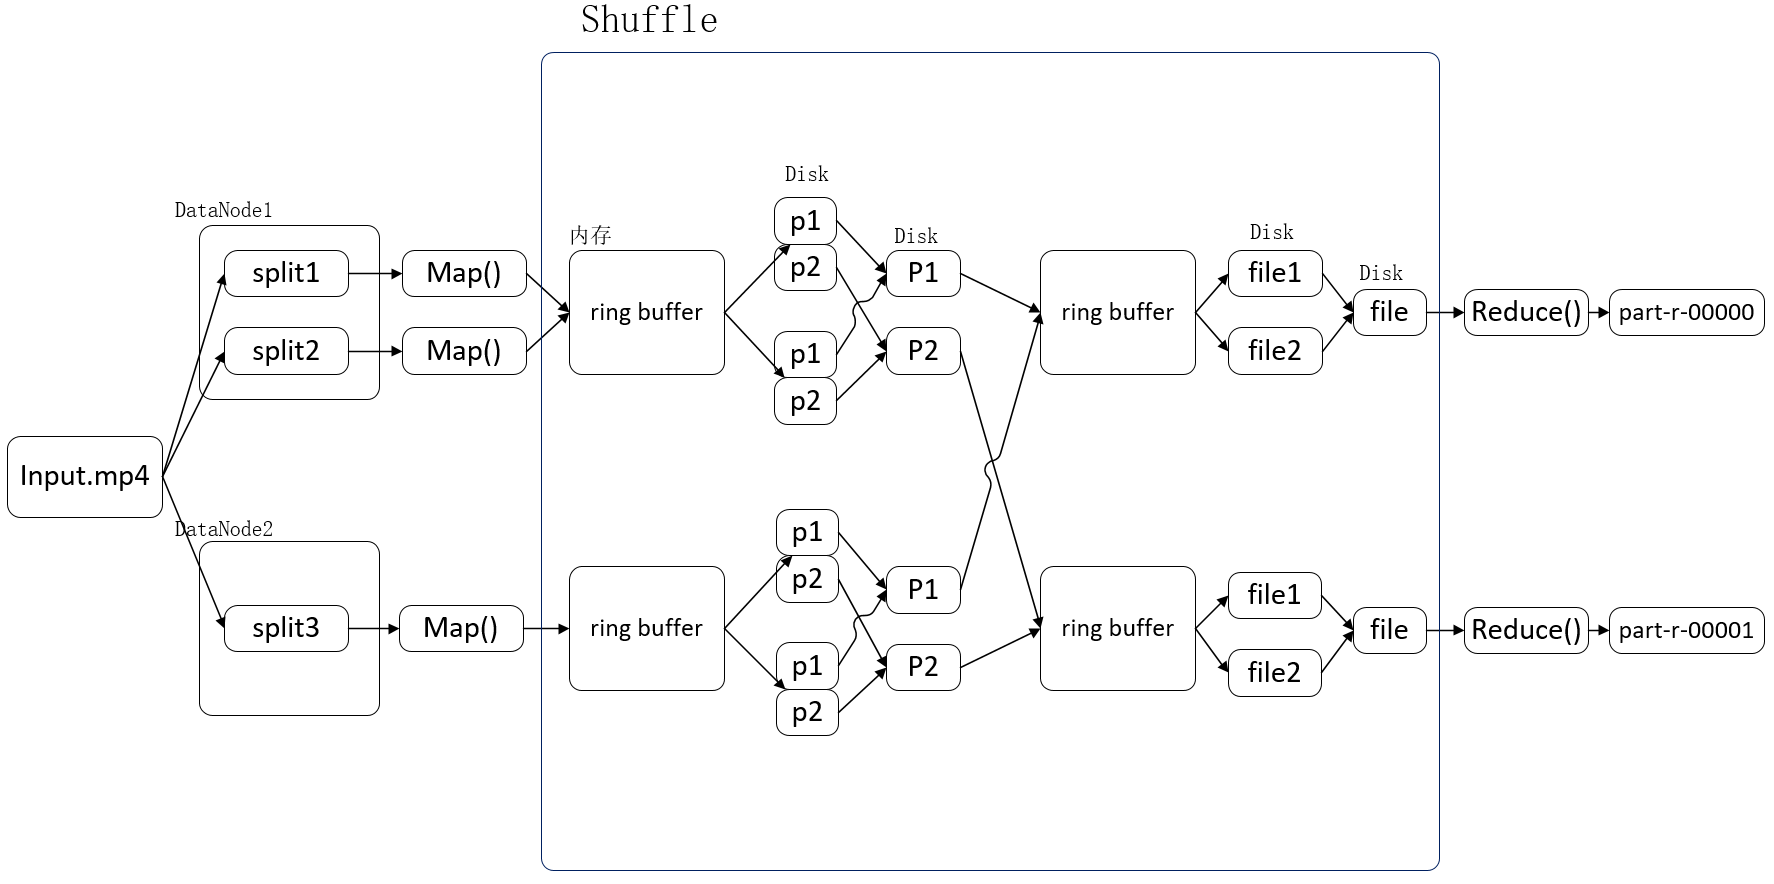 Shuffle
Disk
DataNode1
p1
内存
Disk
Disk
split1
Map()
p2
P1
file1
Disk
ring buffer
ring buffer
file
Reduce()
part-r-00000
split2
Map()
p1
P2
file2
p2
Input.mp4
DataNode2
p1
p2
P1
file1
split3
Map()
ring buffer
ring buffer
file
Reduce()
part-r-00001
p1
P2
file2
p2